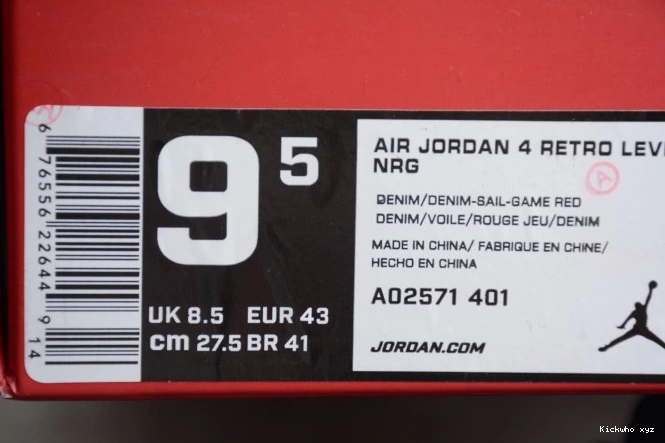 6 76556 22644 9 14
9 5
UK 8.5 EUR 43
cm 27.5 BR 41
AIR JORDAN 4 RETRO LEVI
NRG
DENIM/DENIM-SAIL-GAME RED
DENIM/VOILE/ROUGE JEU/DENIM
MADE IN CHINA/ FABRIQUE EN CHINE/
HECHO EN CHINA
AO2571 401
JORDAN.COM
A
Kickwho xyz